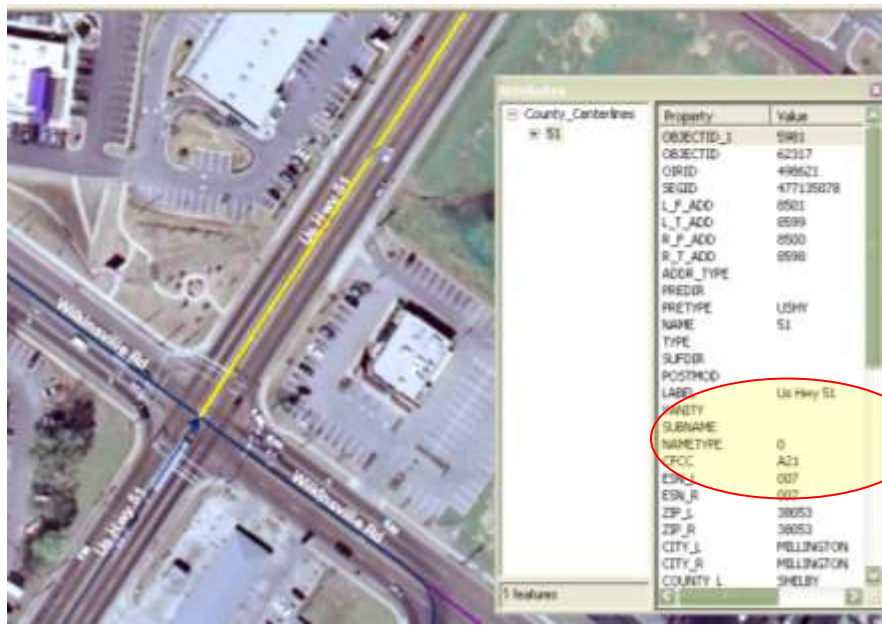 Attributes
County_Centerlines
51
Property Value
OBJECTID_1 5981
OBJECTID 62317
OIRID 498621
SEGID 477135078
L_F_ADD 8501
L_T_ADD 8599
R_F_ADD 8500
R_T_ADD 8598
ADDR_TYPE
PREDIR
PRETYPE USHY
NAME 51
TYPE
SUFDIR
POSTMOD
LABEL Us Hwy 51
VANITY
SUBNAME
NAMETYPE 0
CFCC A21
ESN_L 007
ESN_R 007
ZIP_L 38053
ZIP_R 38053
CITY_L MILLINGTON
CITY_R MILLINGTON
COUNTY_L SHELBY
1 features
Us Hwy 51
Wilkinsville Rd
Us Hwy 51
Wilkinsville Rd